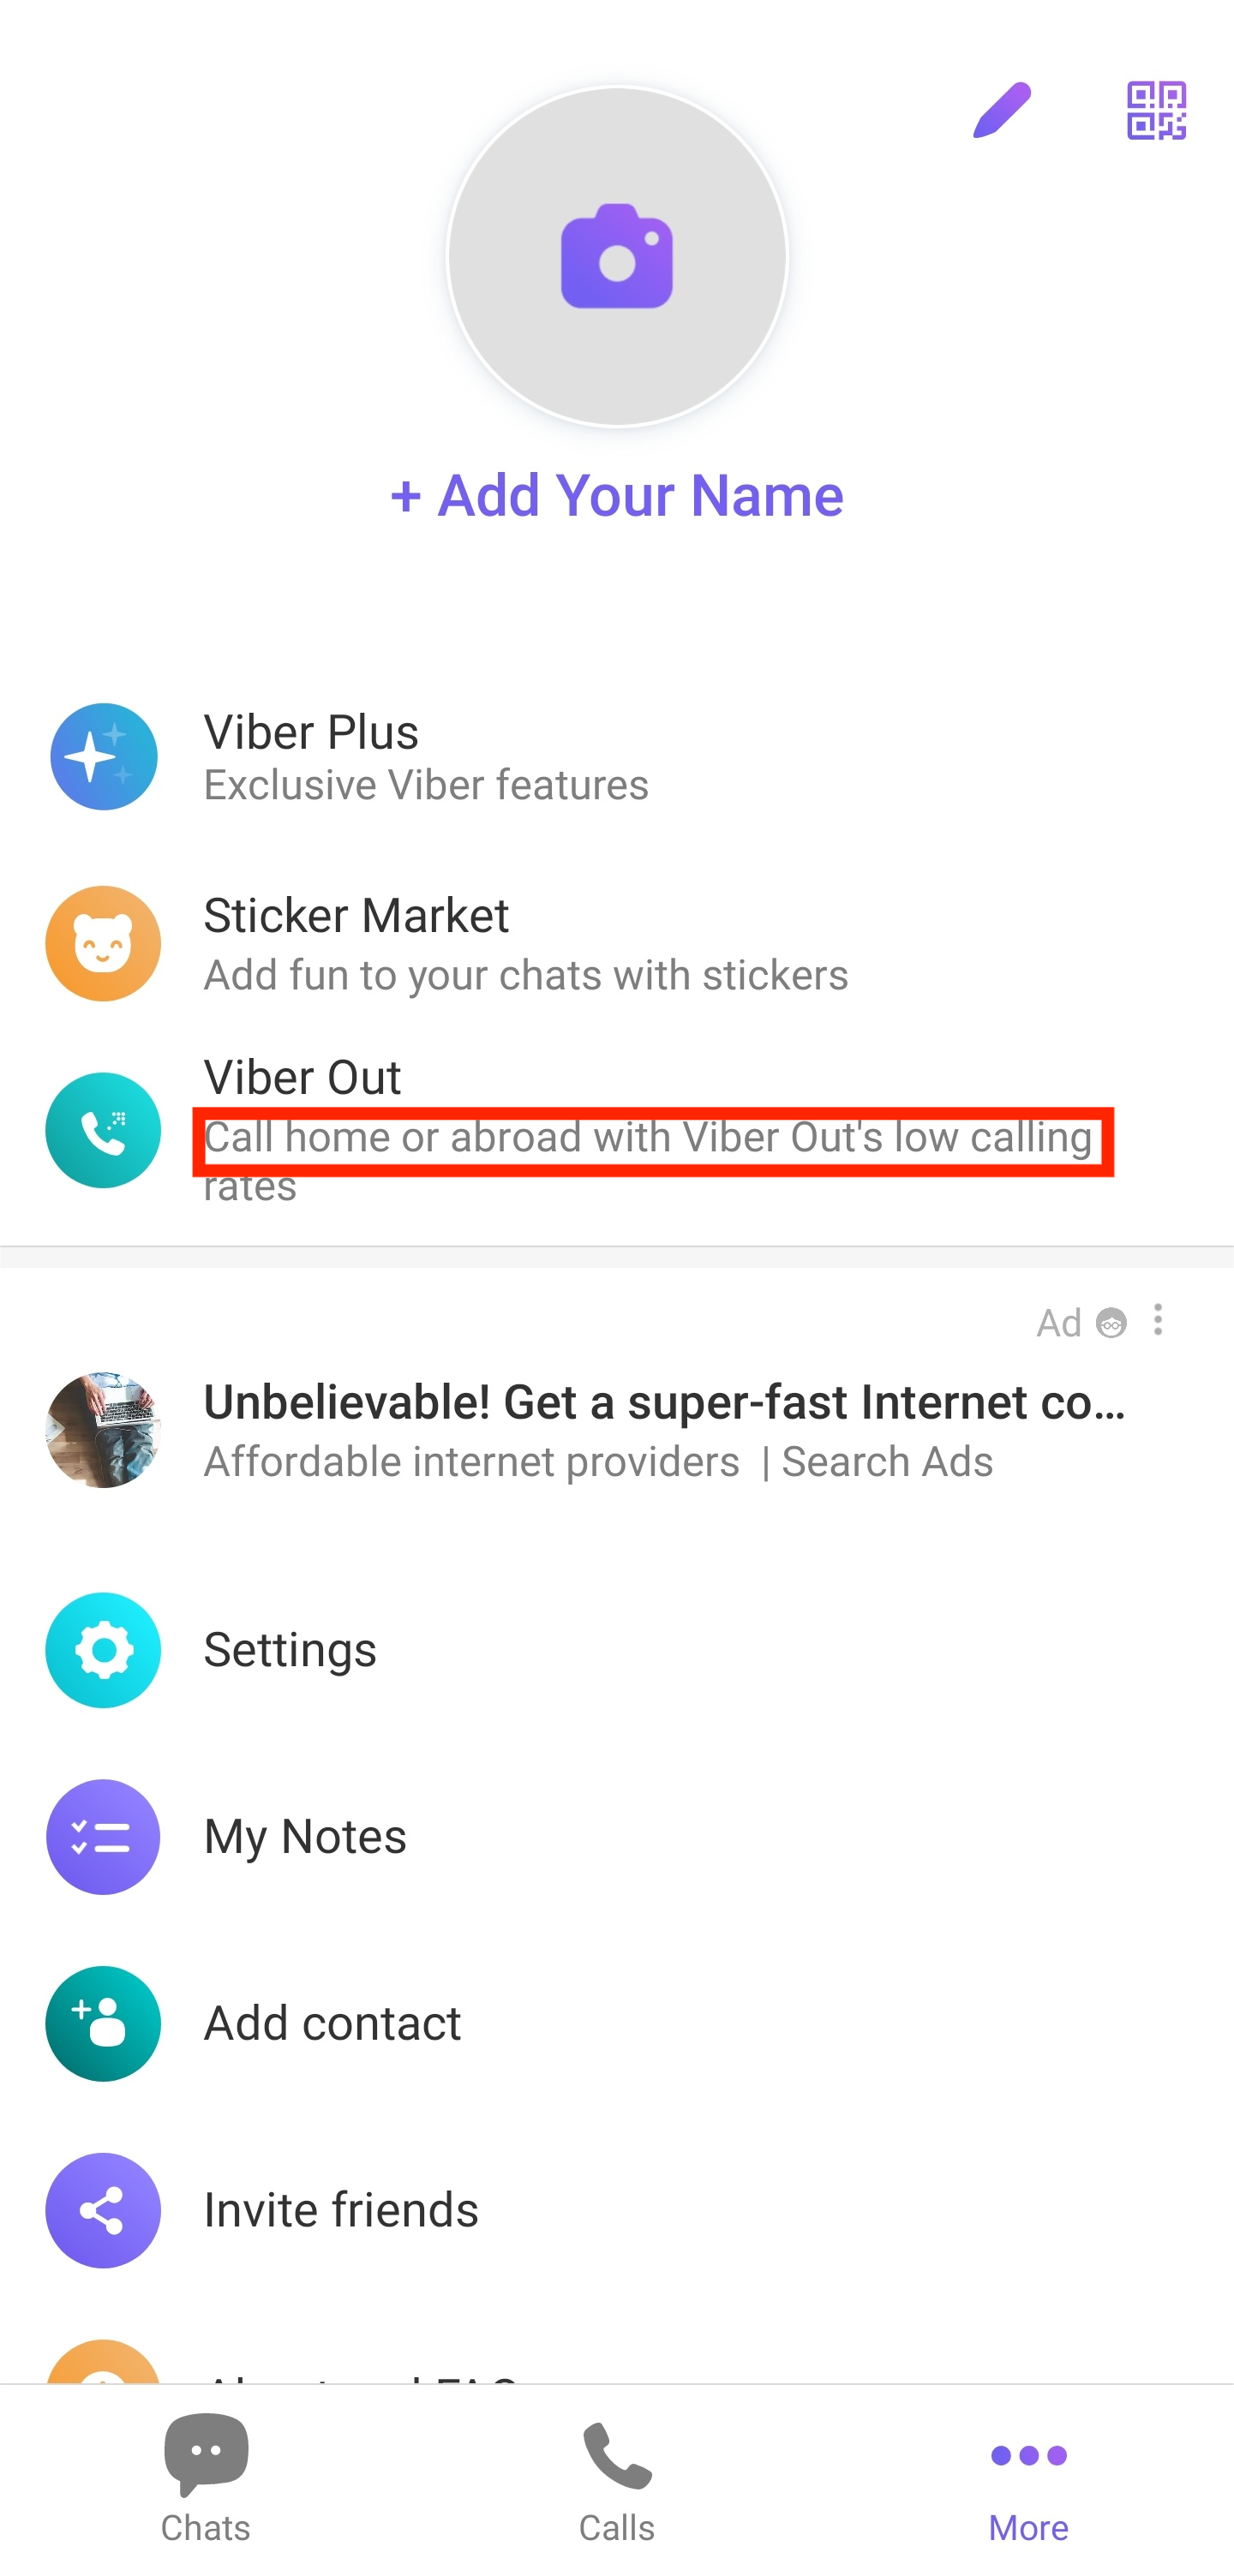 + Add Your Name
Viber Plus
Exclusive Viber features
Sticker Market
Add fun to your chats with stickers
Viber Out
Call home or abroad with Viber Out's low calling
rates
Ad
Unbelievable! Get a super-fast Internet co...
Affordable internet providers | Search Ads
Settings
My Notes
Add contact
Invite friends
Chats
Calls
More